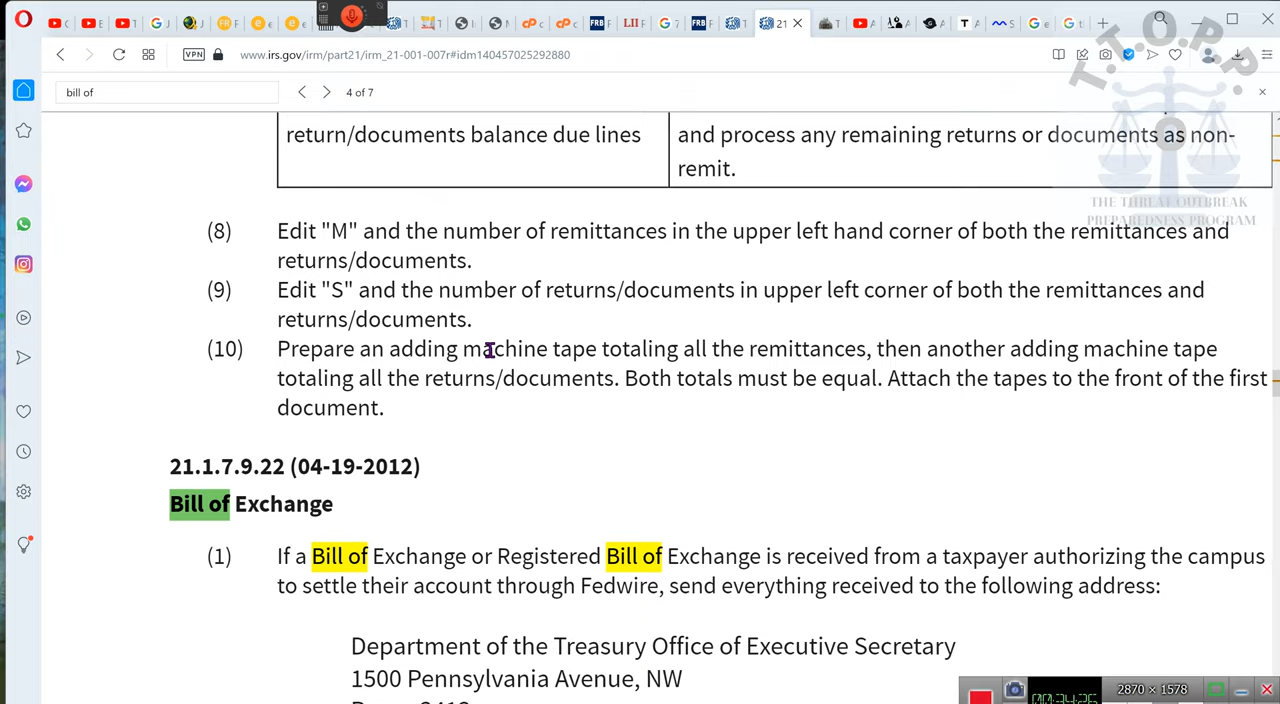 www.irs.gov/irm/part21/irm_21-001-007r#idm140457025292880
VPN
bill of
4 of 7
return/documents balance due lines
and process any remaining returns or documents as non-
remit.
(8) Edit "M" and the number of remittances in the upper left hand corner of both the remittances and
returns/documents.
(9) Edit "S" and the number of returns/documents in upper left corner of both the remittances and
returns/documents.
(10) Prepare an adding machine tape totaling all the remittances, then another adding machine tape
totaling all the returns/documents. Both totals must be equal. Attach the tapes to the front of the first
document.
21.1.7.9.22 (04-19-2012)
Bill of Exchange
(1) If a Bill of Exchange or Registered Bill of Exchange is received from a taxpayer authorizing the campus
to settle their account through Fedwire, send everything received to the following address:
Department of the Treasury Office of Executive Secretary
1500 Pennsylvania Avenue, NW
T.T.O.P.P.
THE THREAT OUTBREAK
PREPAREDNESS PROGRAM
2870 × 1578